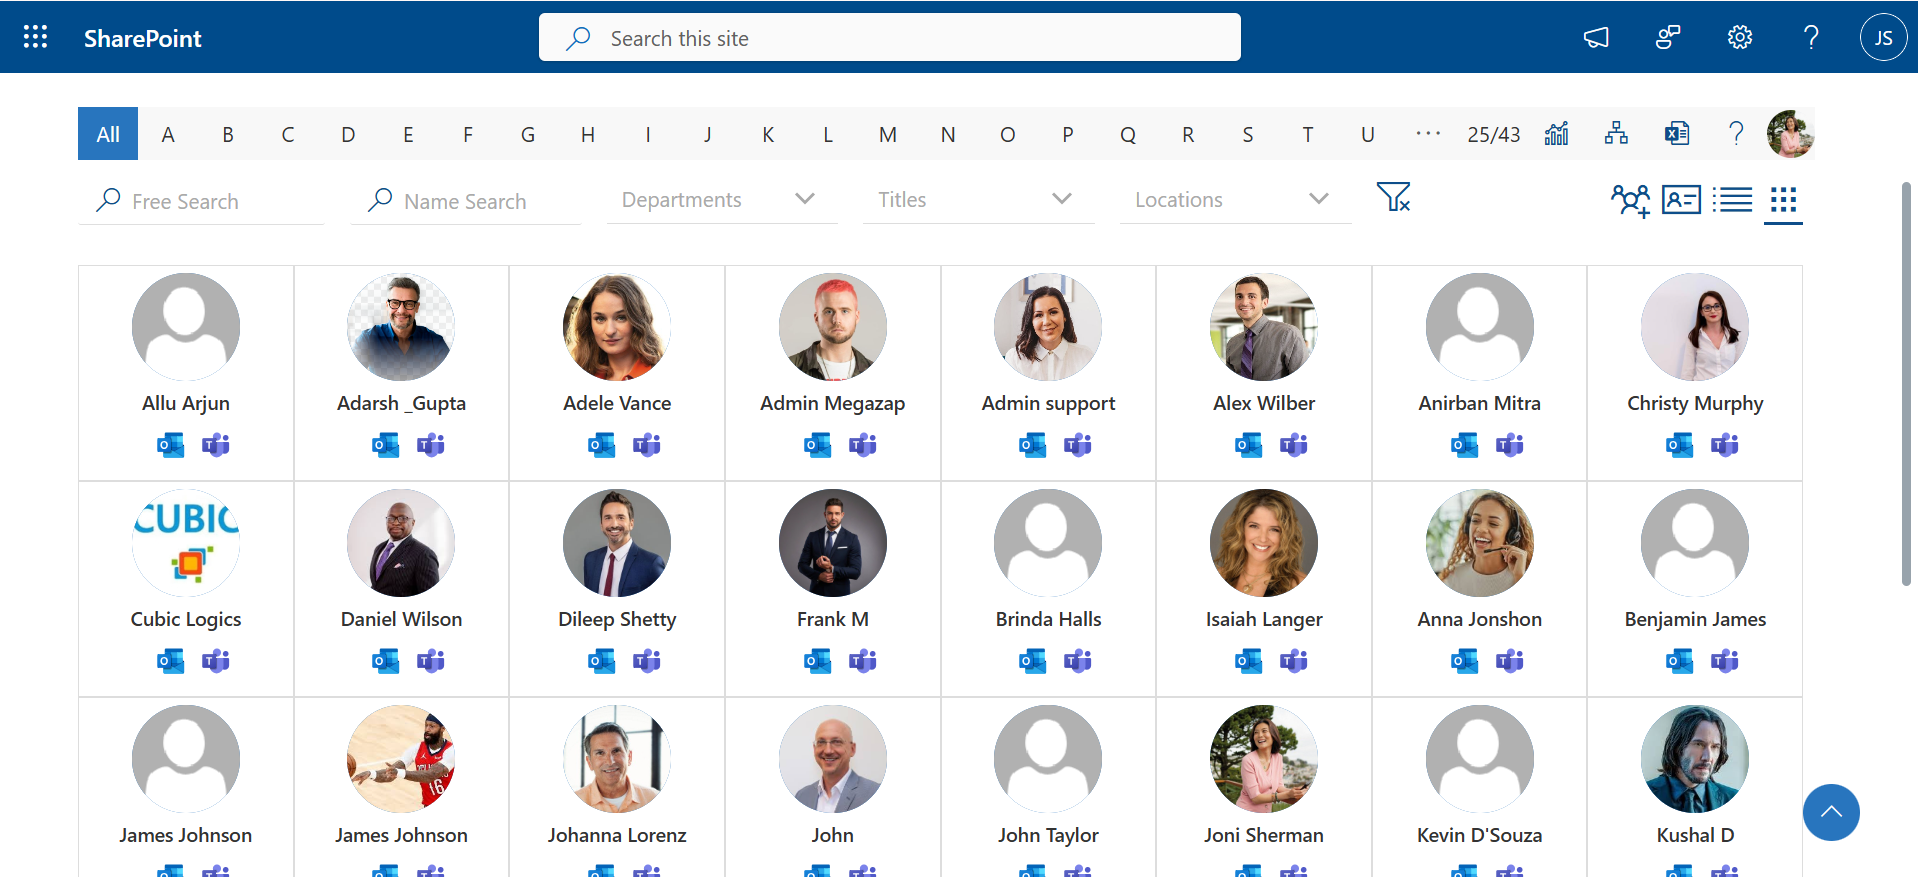 SharePoint
Search this site
JS
All A B C D E F G H I J K L M N O P Q R S T U ... 25/43
Free Search
Name Search
Departments
Titles
Locations
Allu Arjun
Adarsh _Gupta
Adele Vance
Admin Megazap
Admin support
Alex Wilber
Anirban Mitra
Christy Murphy
CUBIC
Cubic Logics
Daniel Wilson
Dileep Shetty
Frank M
Brinda Halls
Isaiah Langer
Anna Jonshon
Benjamin James
16
James Johnson
James Johnson
Johanna Lorenz
John
John Taylor
Joni Sherman
Kevin D'Souza
Kushal D